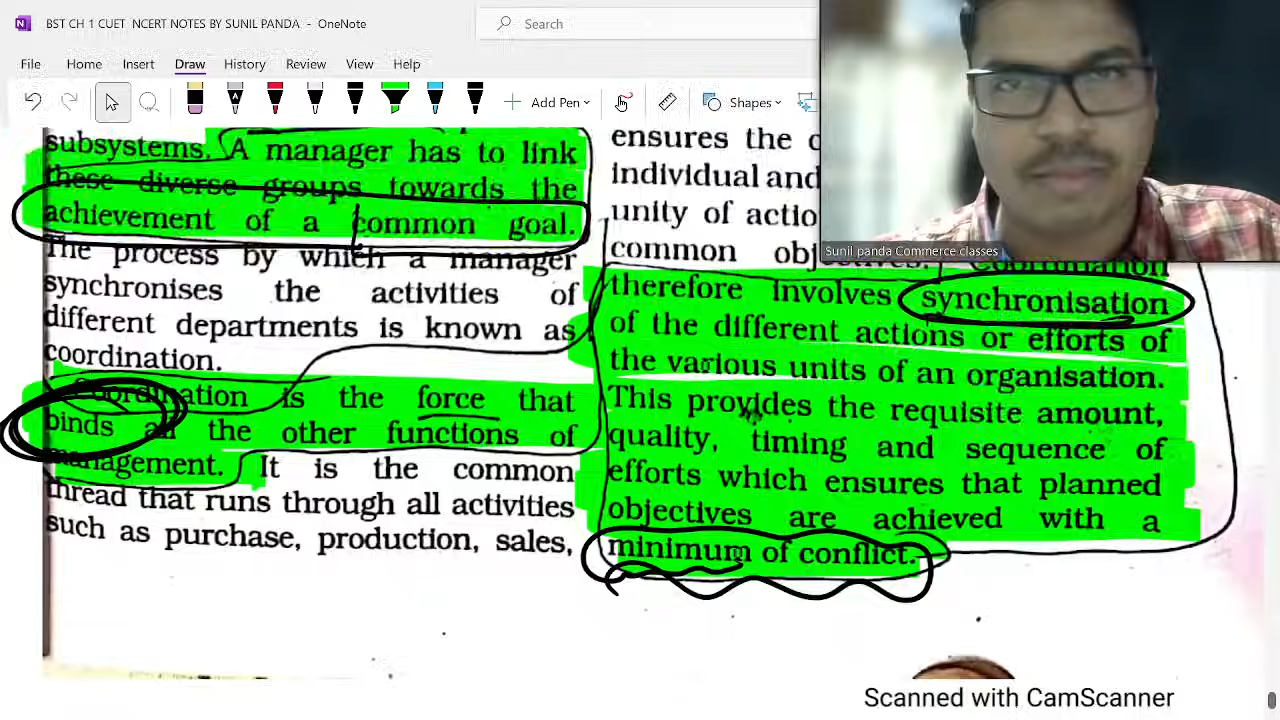 BST CH 1 CUET NCERT NOTES BY SUNIL PANDA - OneNote
Search
File Home Insert Draw History Review View Help
Add Pen
Shapes
Sunil panda Commerce classes
subsystems. A manager has to link
these diverse groups towards the
achievement of a common goal.
The process by which a manager
synchronises the activities of
different departments is known as
coordination.
Coordination is the force that
binds all the other functions of
management. It is the common
thread that runs through all activities
such as purchase, production, sales,
ensures the
individual and
unity of
common
Coordination
therefore involves synchronisation
of the different actions or efforts of
the various units of an organisation.
This provides the requisite amount,
quality, timing and sequence of
efforts which ensures that planned
objectives are achieved with a
minimum of conflict.
Scanned with CamScanner